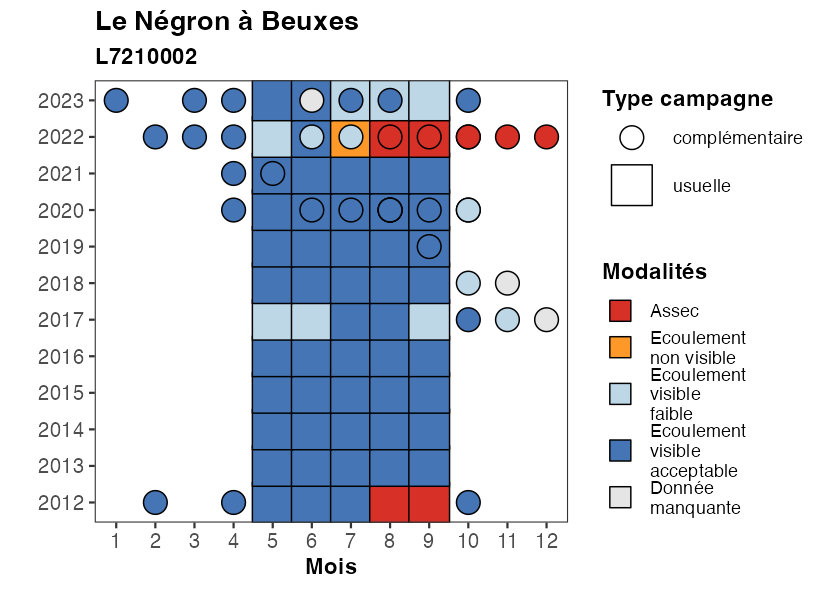 Le Négron à Beuxes
L7210002
2023
2022
2021
2020
2019
2018
2017
2016
2015
2014
2013
2012
1 2 3 4 5 6 7 8 9 10 11 12
Mois
Type campagne
complémentaire
usuelle
Modalités
Assec
Ecoulement
non visible
Ecoulement
visible
faible
Ecoulement
visible
acceptable
Donnée
manquante